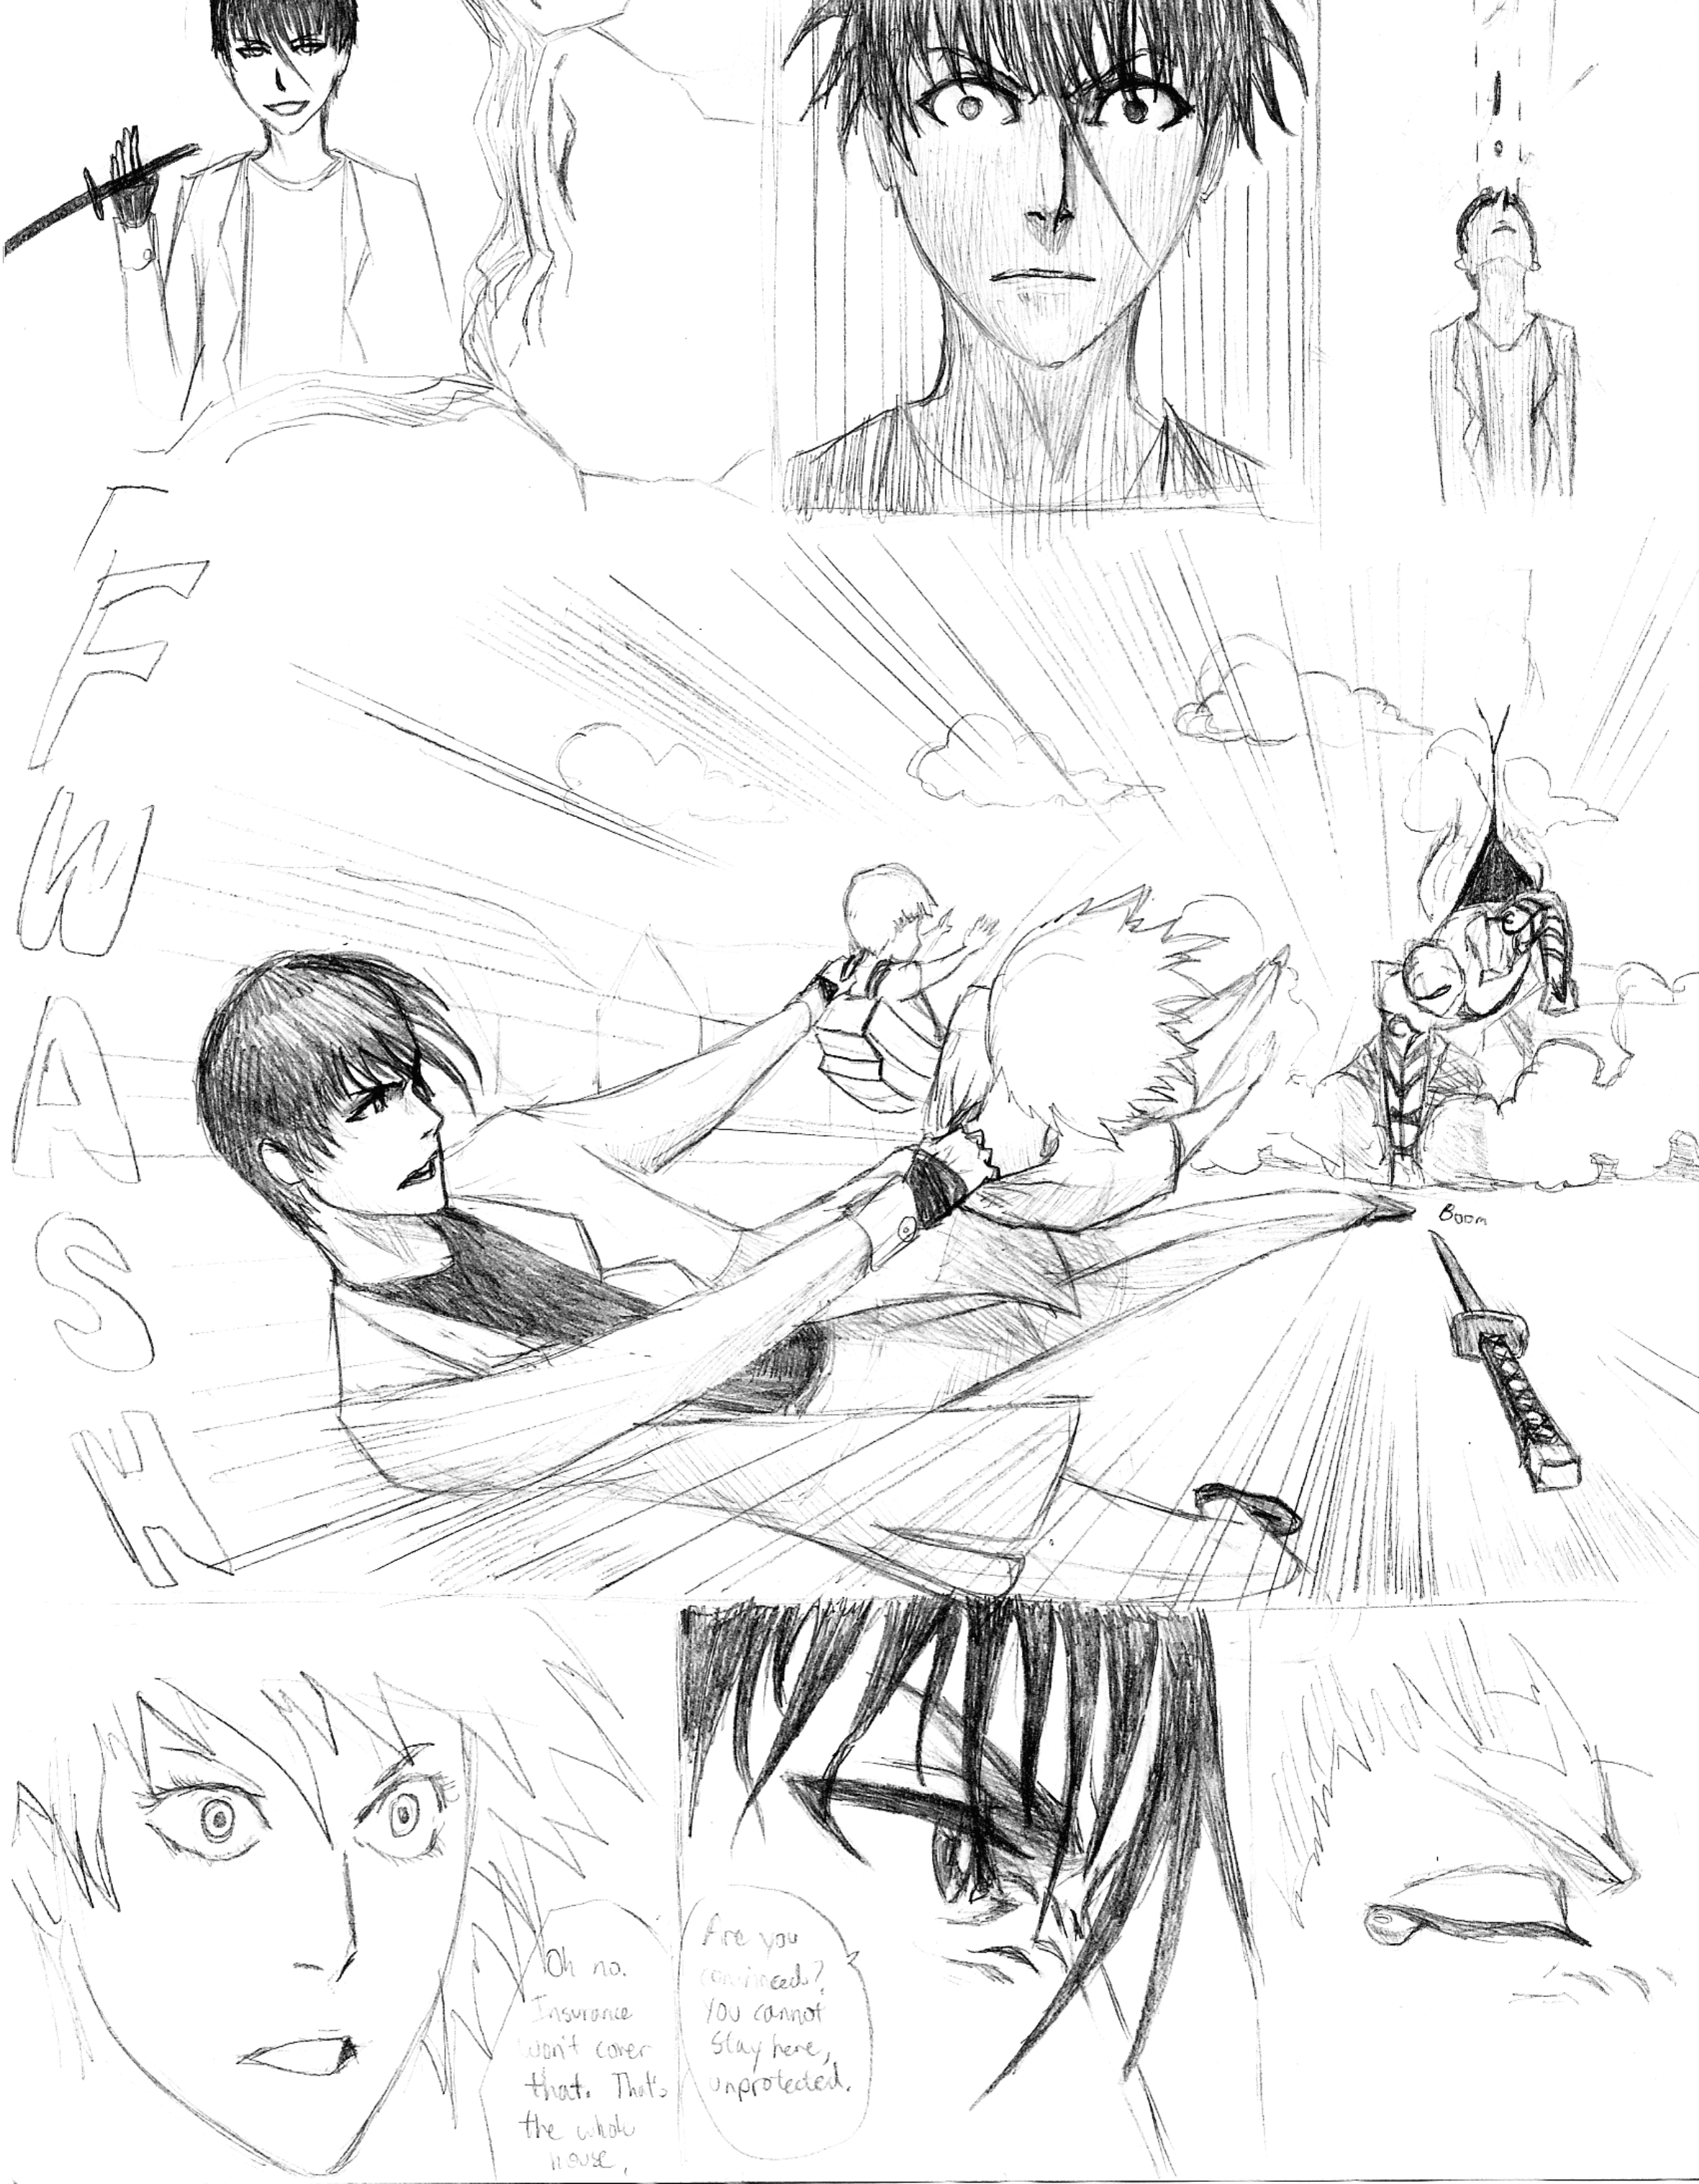 FFWASH
Boom
Oh no.
Insurance
won't cover
that. That's
the whole
house.
Are you
convinced?
You cannot
stay here,
unprotected.